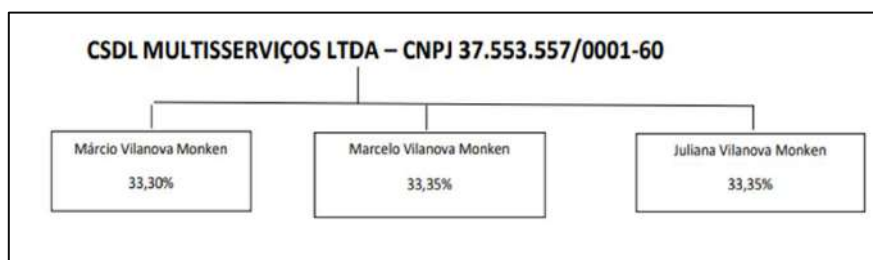 CSDL MULTISSERVIÇOS LTDA – CNPJ 37.553.557/0001-60
Márcio Vilanova Monken
33,30%
Marcelo Vilanova Monken
33,35%
Juliana Vilanova Monken
33,35%